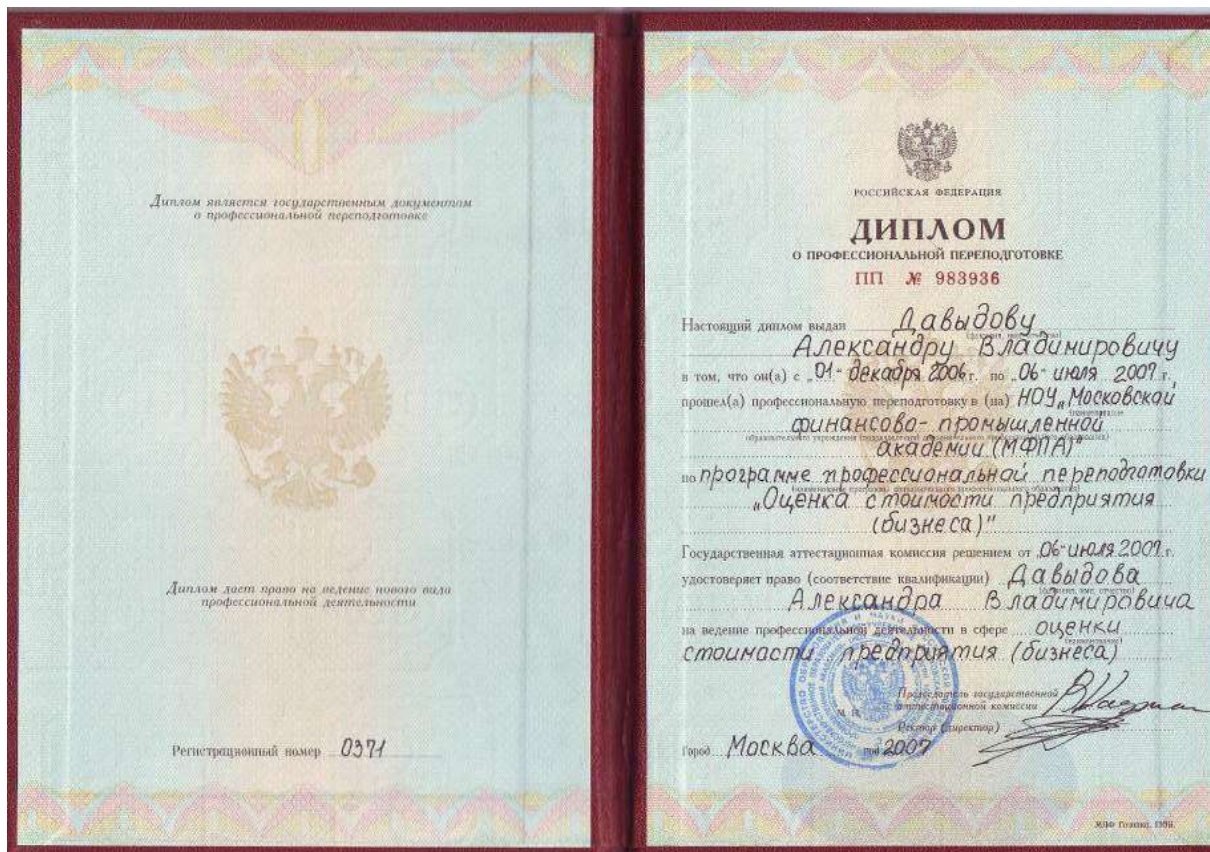 Диплом является государственным документом
о профессиональной переподготовке
Диплом дает право на ведение нового вида
профессиональной деятельности
Регистрационный номер 0371
РОССИЙСКАЯ ФЕДЕРАЦИЯ
ДИПЛОМ
О ПРОФЕССИОНАЛЬНОЙ ПЕРЕПОДГОТОВКЕ
ПП № 983936
Настоящий диплом выдан Давыдову
Александру Владимировичу
в том, что он(а) с „01" декабря 2006 г. по „06" июля 2007 г.
прошел(а) профессиональную переподготовку в (на) НОУ „Московской
финансово-промышленной
академии (МФПА)"
по программе профессиональной переподготовки
„Оценка стоимости предприятия
(бизнеса)"
Государственная аттестационная комиссия решением от „06" июля 2007 г.
удостоверяет право (соответствие квалификации) Давыдова
(фамилия, имя, отчество)
Александра Владимировича
на ведение профессиональной деятельности в сфере оценки
стоимости предприятия (бизнеса)
Председатель государственной
аттестационной комиссии
М. П.
Ректор (директор)
Город Москва год 2007